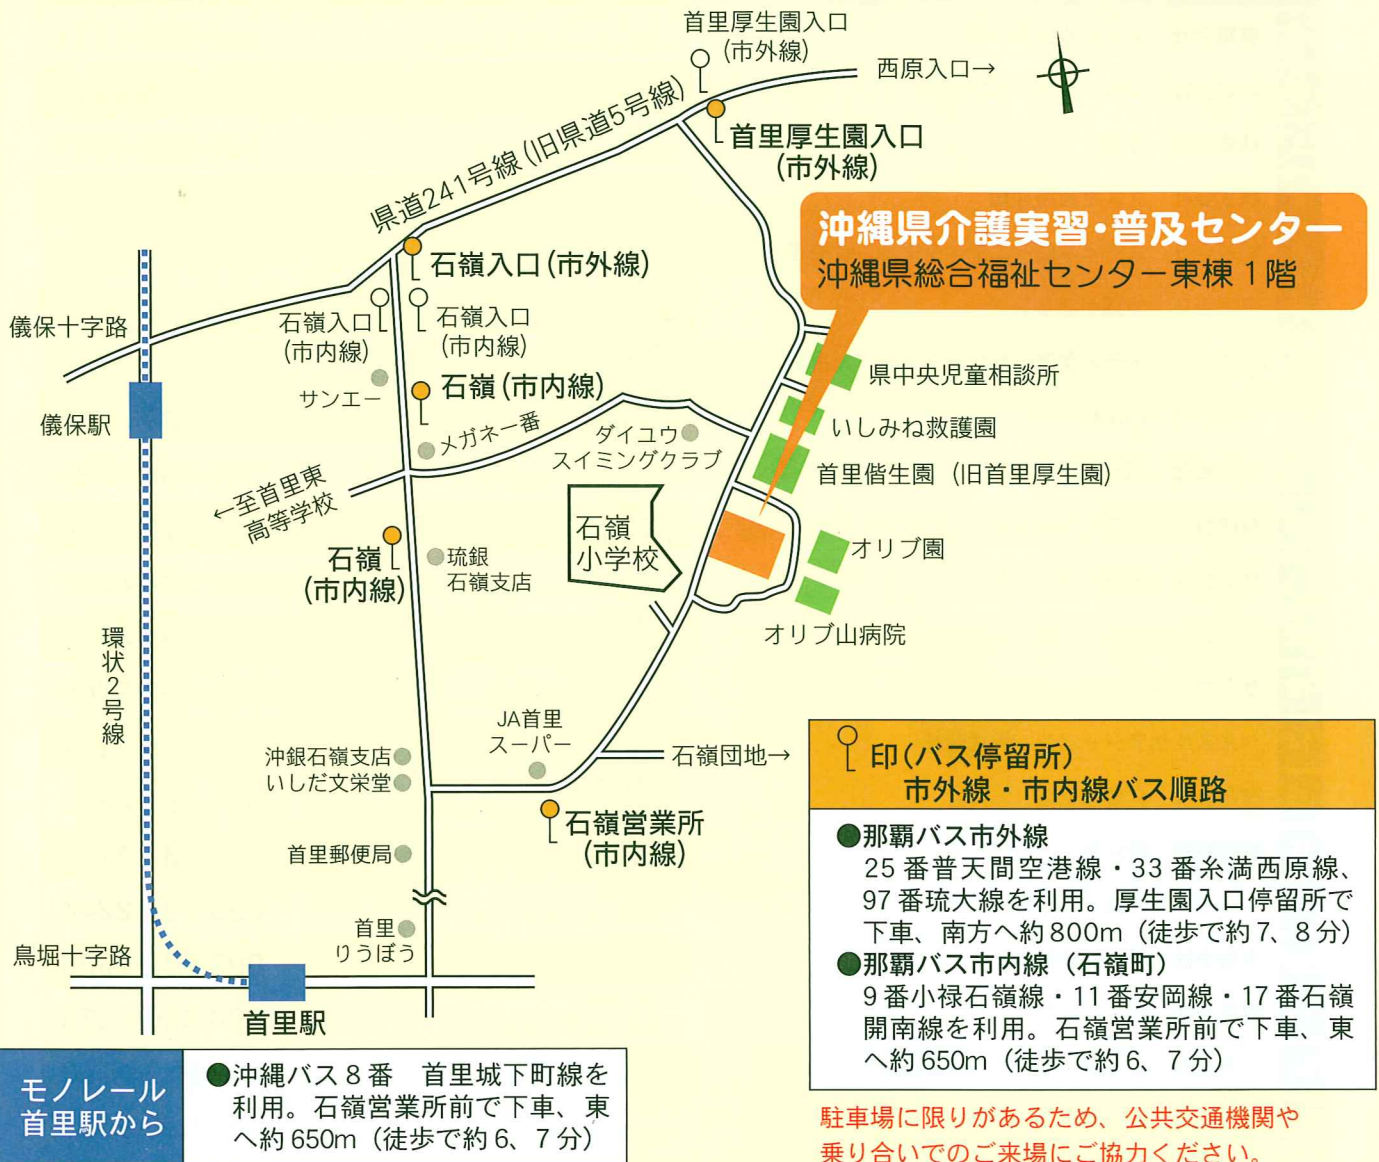 首里厚生園入口
(市外線)
西原入口→
県道241号線(旧県道5号線)
首里厚生園入口
(市外線)
沖縄県介護実習・普及センター
沖縄県総合福祉センター東棟1階
石嶺入口(市外線)
儀保十字路
石嶺入口
(市内線)
石嶺入口
(市内線)
サンエー
石嶺(市内線)
県中央児童相談所
儀保駅
メガネ一番
ダイユウ
スイミングクラブ
いしみね救護園
首里偕生園 (旧首里厚生園)
←至首里東
高等学校
石嶺
小学校
石嶺
(市内線)
琉銀
石嶺支店
オリブ園
オリブ山病院
環状2号線
JA首里
スーパー
沖銀石嶺支店
いしだ文栄堂
石嶺団地→
石嶺営業所
(市内線)
首里郵便局
首里
りうぼう
鳥堀十字路
首里駅
印(バス停留所)
市外線・市内線バス順路
●那覇バス市外線
25番普天間空港線・33番糸満西原線、
97番琉大線を利用。厚生園入口停留所で
下車、南方へ約800m(徒歩で約7、8分)
●那覇バス市内線(石嶺町)
9番小禄石嶺線・11番安岡線・17番石嶺
開南線を利用。石嶺営業所前で下車、東
へ約650m(徒歩で約6、7分)
モノレール
首里駅から
●沖縄バス8番 首里城下町線を
利用。石嶺営業所前で下車、東
へ約650m(徒歩で約6、7分)
駐車場に限りがあるため、公共交通機関や
乗り合いでのご来場にご協力ください。